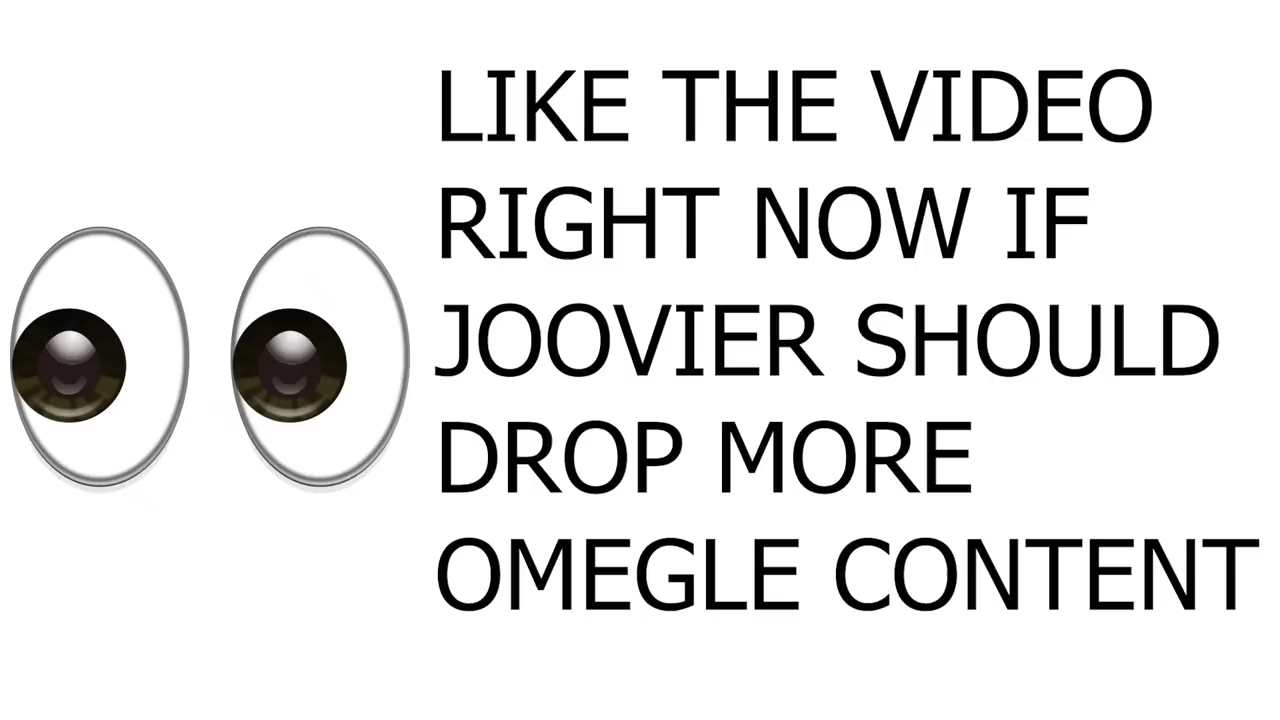 LIKE THE VIDEO
RIGHT NOW IF
JOOVIER SHOULD
DROP MORE
OMEGLE CONTENT